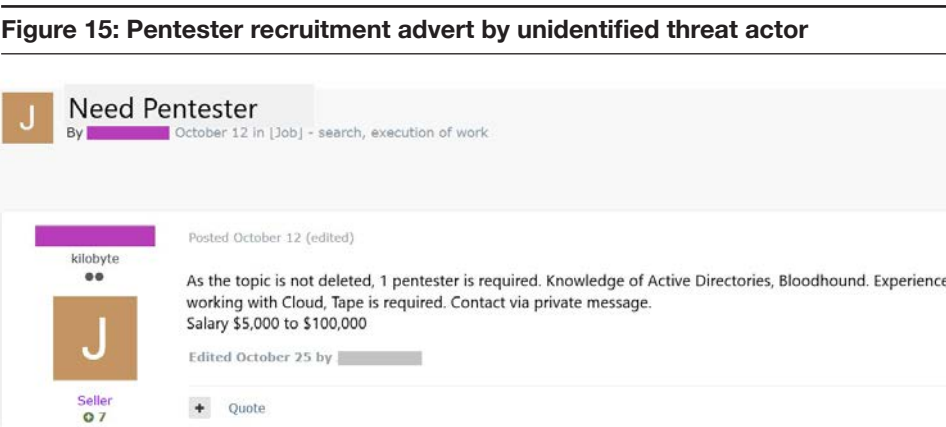 Figure 15: Pentester recruitment advert by unidentified threat actor
J
Need Pentester
By October 12 in [Job] - search, execution of work
Posted October 12 (edited)
kilobyte
As the topic is not deleted, 1 pentester is required. Knowledge of Active Directories, Bloodhound. Experience
working with Cloud, Tape is required. Contact via private message.
Salary $5,000 to $100,000
J
Edited October 25 by
Seller
7
+ Quote